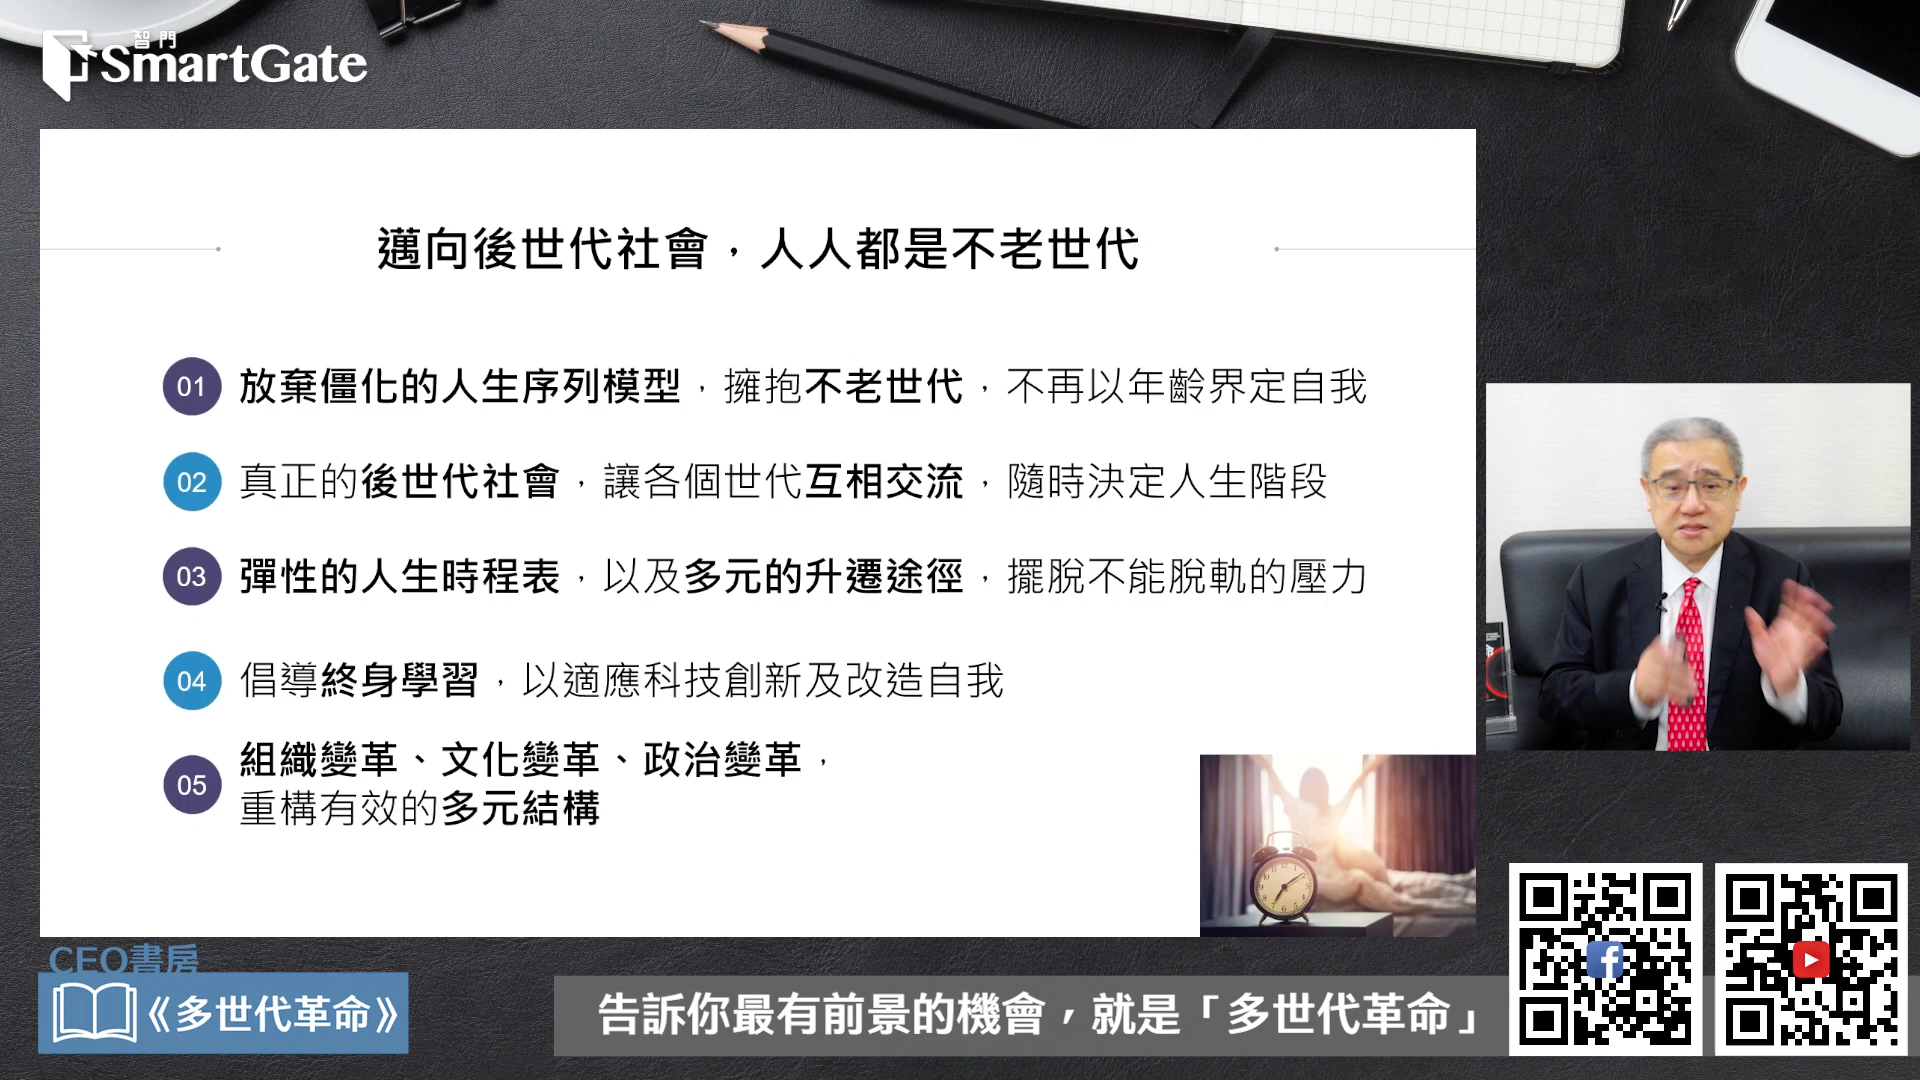 智門
SmartGate
邁向後世代社會，人人都是不老世代
01 放棄僵化的人生序列模型，擁抱不老世代，不再以年齡界定自我
02 真正的後世代社會，讓各個世代互相交流，隨時決定人生階段
03 彈性的人生時程表，以及多元的升遷途徑，擺脫不能脫軌的壓力
04 倡導終身學習，以適應科技創新及改造自我
05 組織變革、文化變革、政治變革，
重構有效的多元結構
CEO書房
《多世代革命》
告訴你最有前景的機會，就是「多世代革命」